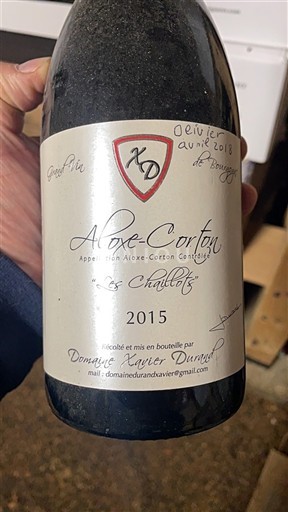 Olivier
avril 2018
XD
Grand Vin
de Bourgogne
Aloxe-Corton
Appellation Aloxe-Corton Contrôlée
"Les Chaillots"
2015
Récolté et mis en bouteille par
Domaine Xavier Durand
mail : domainedurandxavier@gmail.com